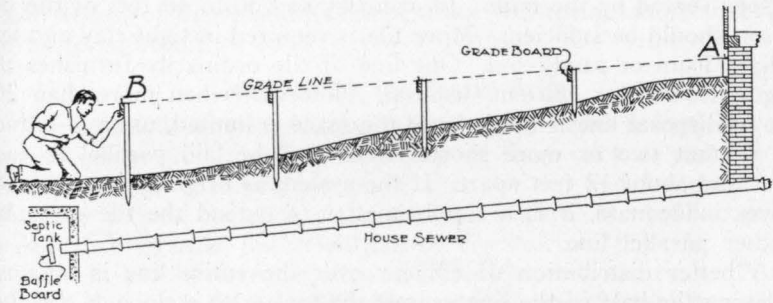 GRADE BOARD
A
B
GRADE LINE
SEPTIC
TANK
HOUSE SEWER
BAFFLE
BOARD